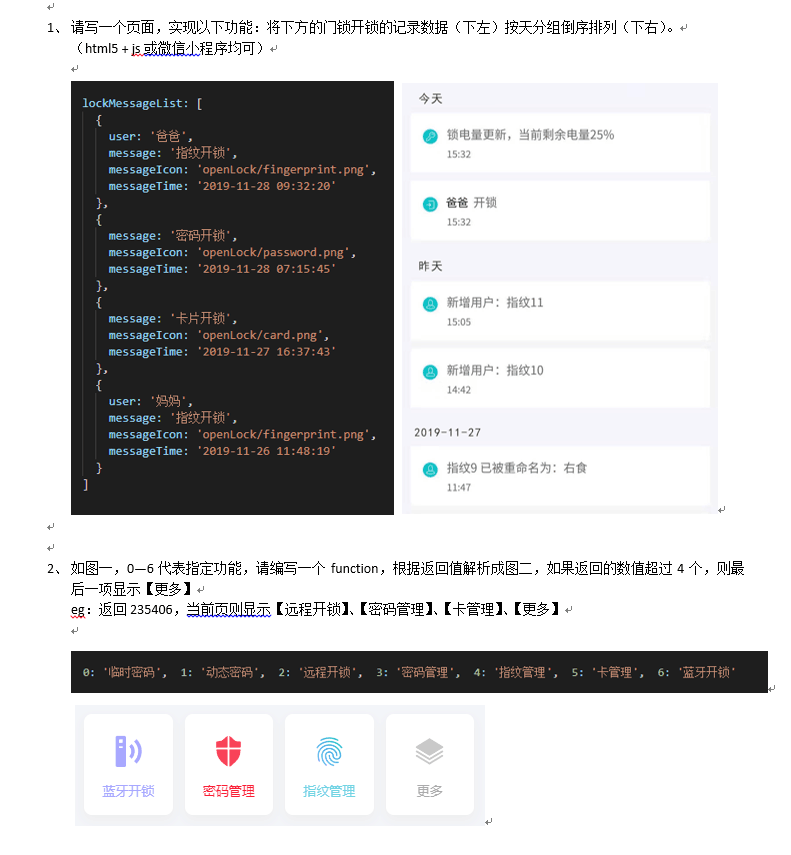 1、 请写一个页面，实现以下功能：将下方的门锁开锁的记录数据（下左）按天分组倒序排列（下右）。
（html5 + js 或微信小程序均可）
lockMessageList: [
{
user: '爸爸',
message: '指纹开锁',
messageIcon: 'openLock/fingerprint.png',
messageTime: '2019-11-28 09:32:20'
},
{
message: '密码开锁',
messageIcon: 'openLock/password.png',
messageTime: '2019-11-28 07:15:45'
},
{
message: '卡片开锁',
messageIcon: 'openLock/card.png',
messageTime: '2019-11-27 16:37:43'
},
{
user: '妈妈',
message: '指纹开锁',
messageIcon: 'openLock/fingerprint.png',
messageTime: '2019-11-26 11:48:19'
}
]
今天
锁电量更新，当前剩余电量25%
15:32
爸爸 开锁
15:32
昨天
新增用户：指纹11
15:05
新增用户：指纹10
14:42
2019-11-27
指纹9 已被重命名为：右食
11:47
2、 如图一，0—6 代表指定功能，请编写一个 function，根据返回值解析成图二，如果返回的数值超过 4 个，则最
后一项显示【更多】
eg：返回 235406，当前页则显示【远程开锁】、【密码管理】、【卡管理】、【更多】
0: '临时密码', 1: '动态密码', 2: '远程开锁', 3: '密码管理', 4: '指纹管理', 5: '卡管理', 6: '蓝牙开锁'
蓝牙开锁 密码管理 指纹管理 更多